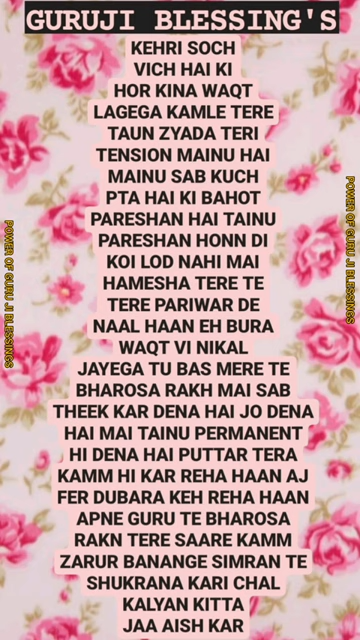 GURUJI BLESSING'S
KEHRI SOCH
VICH HAI KI
HOR KINA WAQT
LAGEGA KAMLE TERE
TAUN ZYADA TERI
TENSION MAINU HAI
MAINU SAB KUCH
PTA HAI KI BAHOT
PARESHAN HAI TAINU
PARESHAN HONN DI
KOI LOD NAHI MAI
HAMESHA TERE TE
TERE PARIWAR DE
NAAL HAAN EH BURA
WAQT VI NIKAL
JAYEGA TU BAS MERE TE
BHAROSA RAKH MAI SAB
THEEK KAR DENA HAI JO DENA
HAI MAI TAINU PERMANENT
HI DENA HAI PUTTAR TERA
KAMM HI KAR REHA HAAN AJ
FER DUBARA KEH REHA HAAN
APNE GURU TE BHAROSA
RAKN TERE SAARE KAMM
ZARUR BANANGE SIMRAN TE
SHUKRANA KARI CHAL
KALYAN KITTA
JAA AISH KAR
POWER OF GURU JI BLESSINGS
POWER OF GURU JI BLESSINGS